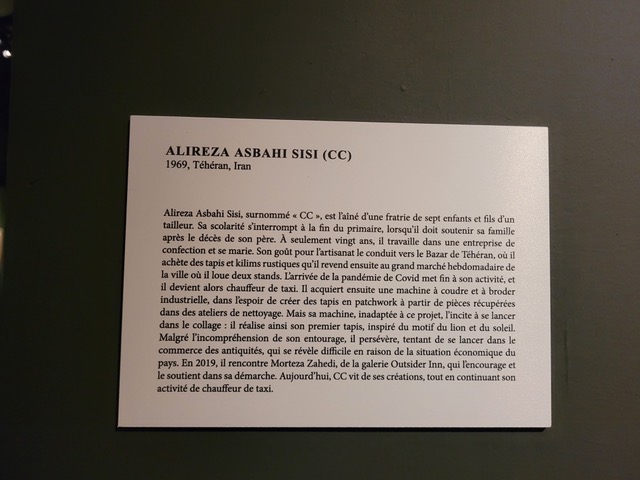 ALIREZA ASBAHI SISI (CC)
1969, Téhéran, Iran
Alireza Asbahi Sisi, surnommé « CC », est l'aîné d'une fratrie de sept enfants et fils d'un
tailleur. Sa scolarité s'interrompt à la fin du primaire, lorsqu'il doit soutenir sa famille
après le décès de son père. À seulement vingt ans, il travaille dans une entreprise de
confection et se marie. Son goût pour l'artisanat le conduit vers le Bazar de Téhéran, où il
achète des tapis et kilims rustiques qu'il revend ensuite au grand marché hebdomadaire de
la ville où il loue deux stands. L'arrivée de la pandémie de Covid met fin à son activité, et
il devient alors chauffeur de taxi. Il acquiert ensuite une machine à coudre et à broder
industrielle, dans l'espoir de créer des tapis en patchwork à partir de pièces récupérées
dans des ateliers de nettoyage. Mais sa machine, inadaptée à ce projet, l'incite à se lancer
dans le collage : il réalise ainsi son premier tapis, inspiré du motif du lion et du soleil.
Malgré l'incompréhension de son entourage, il persévère, tentant de se lancer dans le
commerce des antiquités, qui se révèle difficile en raison de la situation économique du
pays. En 2019, il rencontre Morteza Zahedi, de la galerie Outsider Inn, qui l'encourage et
le soutient dans sa démarche. Aujourd'hui, CC vit de ses créations, tout en continuant son
activité de chauffeur de taxi.